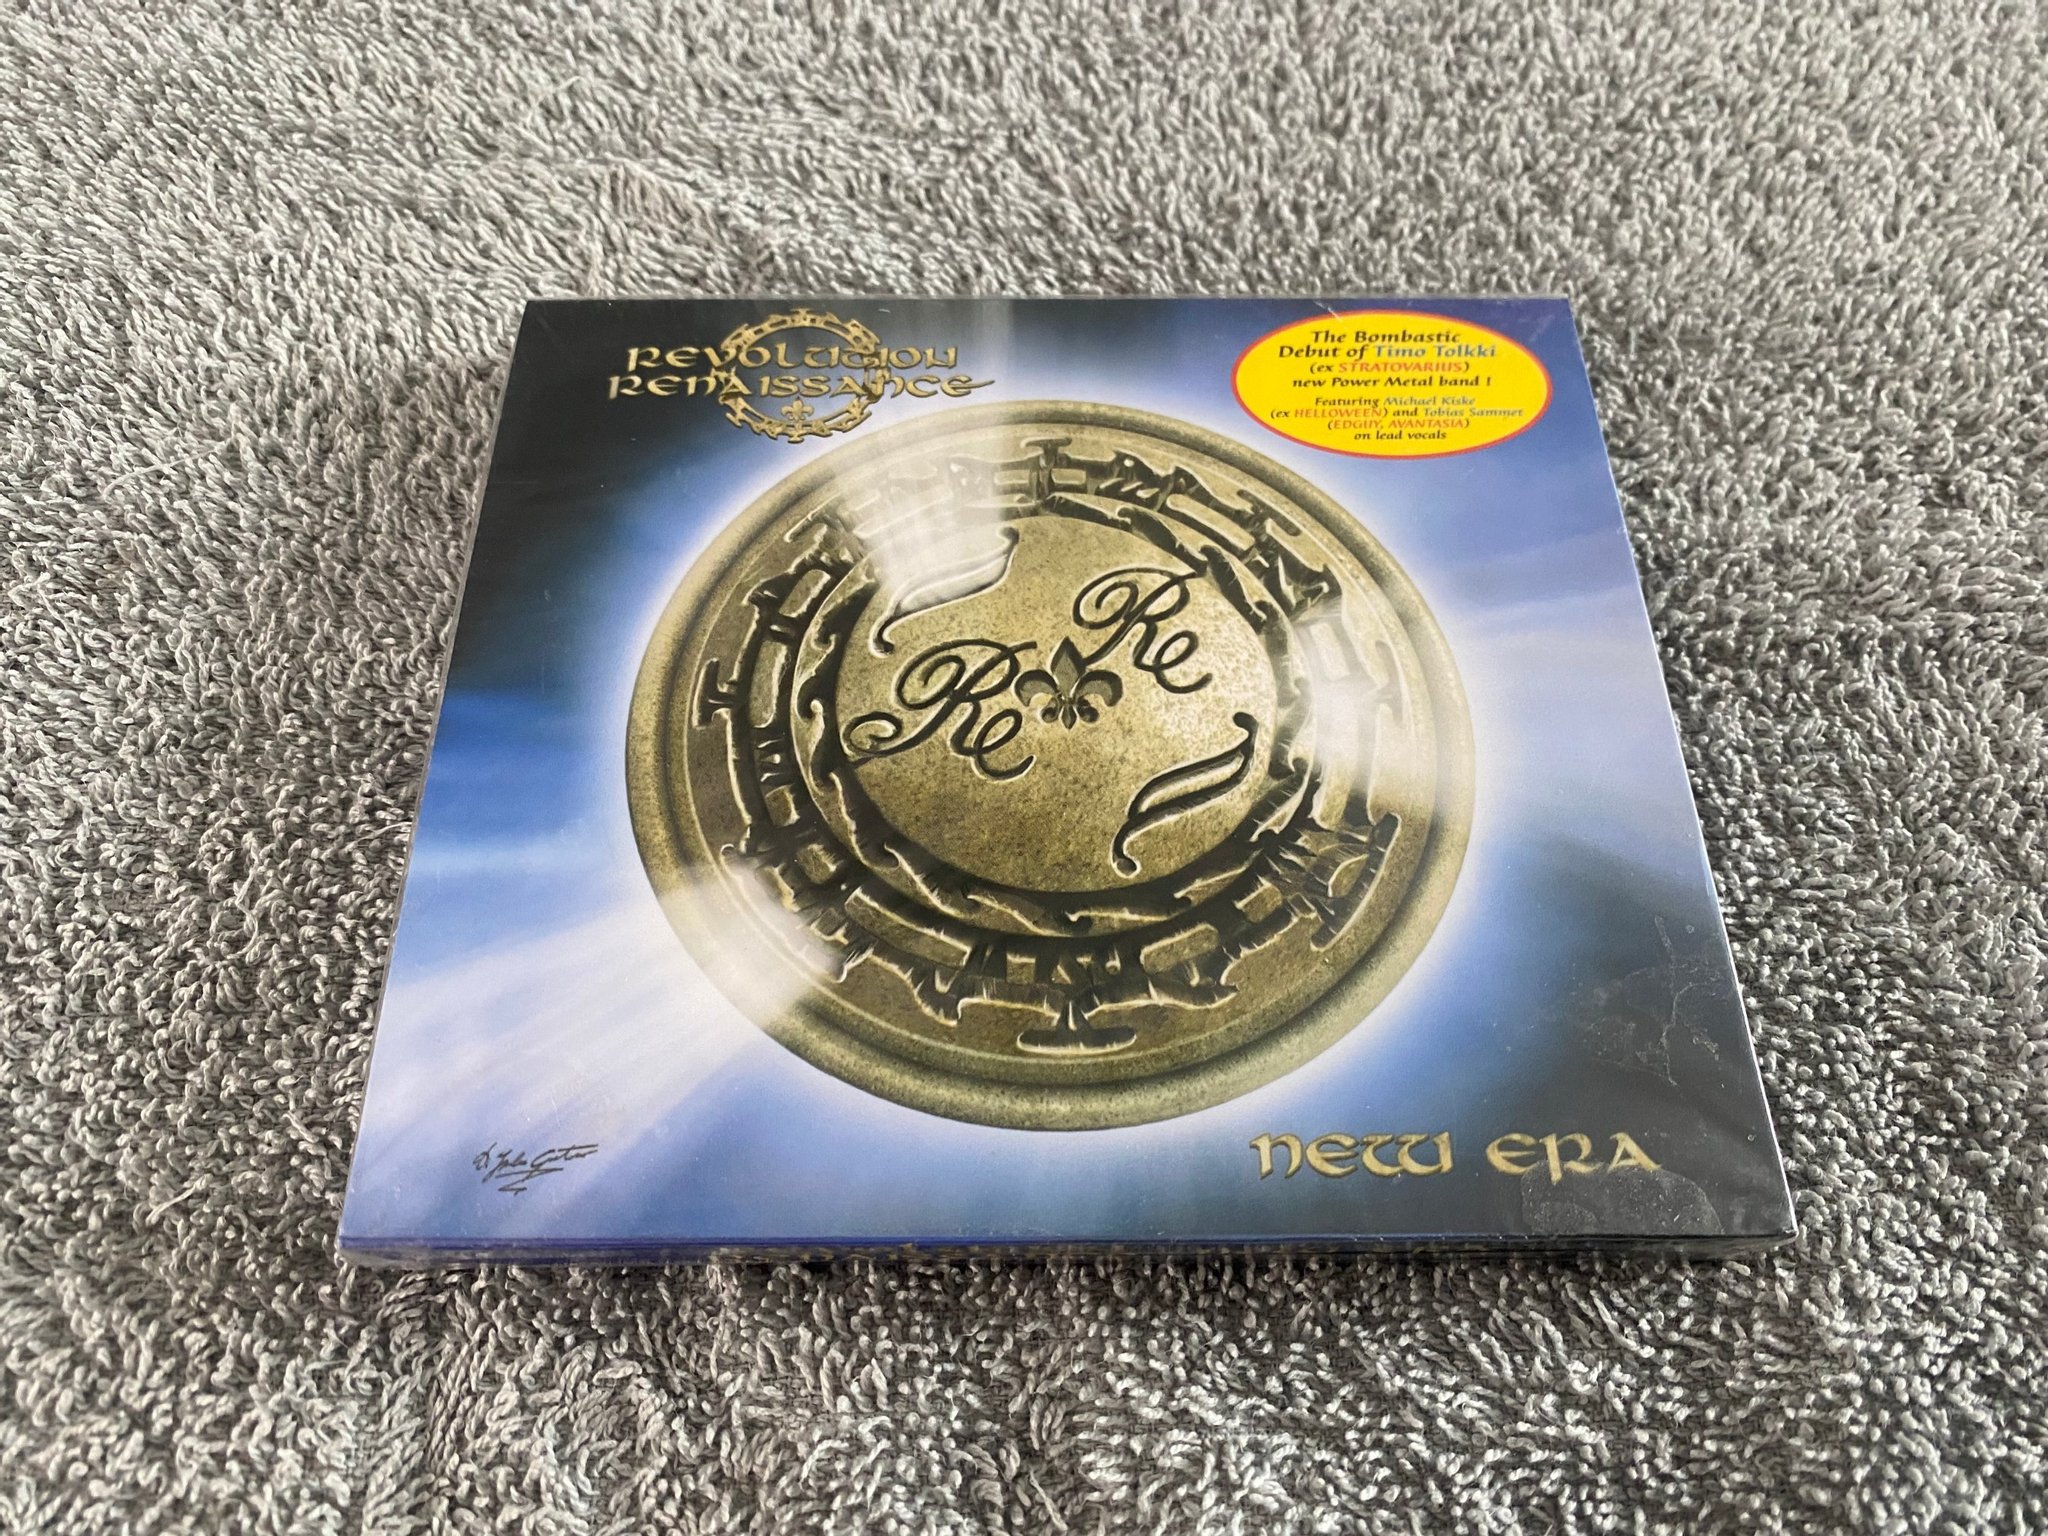 REVOLUTION
RENAISSANCE
The Bombastic
Debut of Timo Tolkki
(ex STRATOVARIUS)
new Power Metal band !
Featuring Michael Kiske
(ex HELLOWEEN) and Tobias Sammet
(EDGUY, AVANTASIA)
on lead vocals
Re Re
NEW ERA